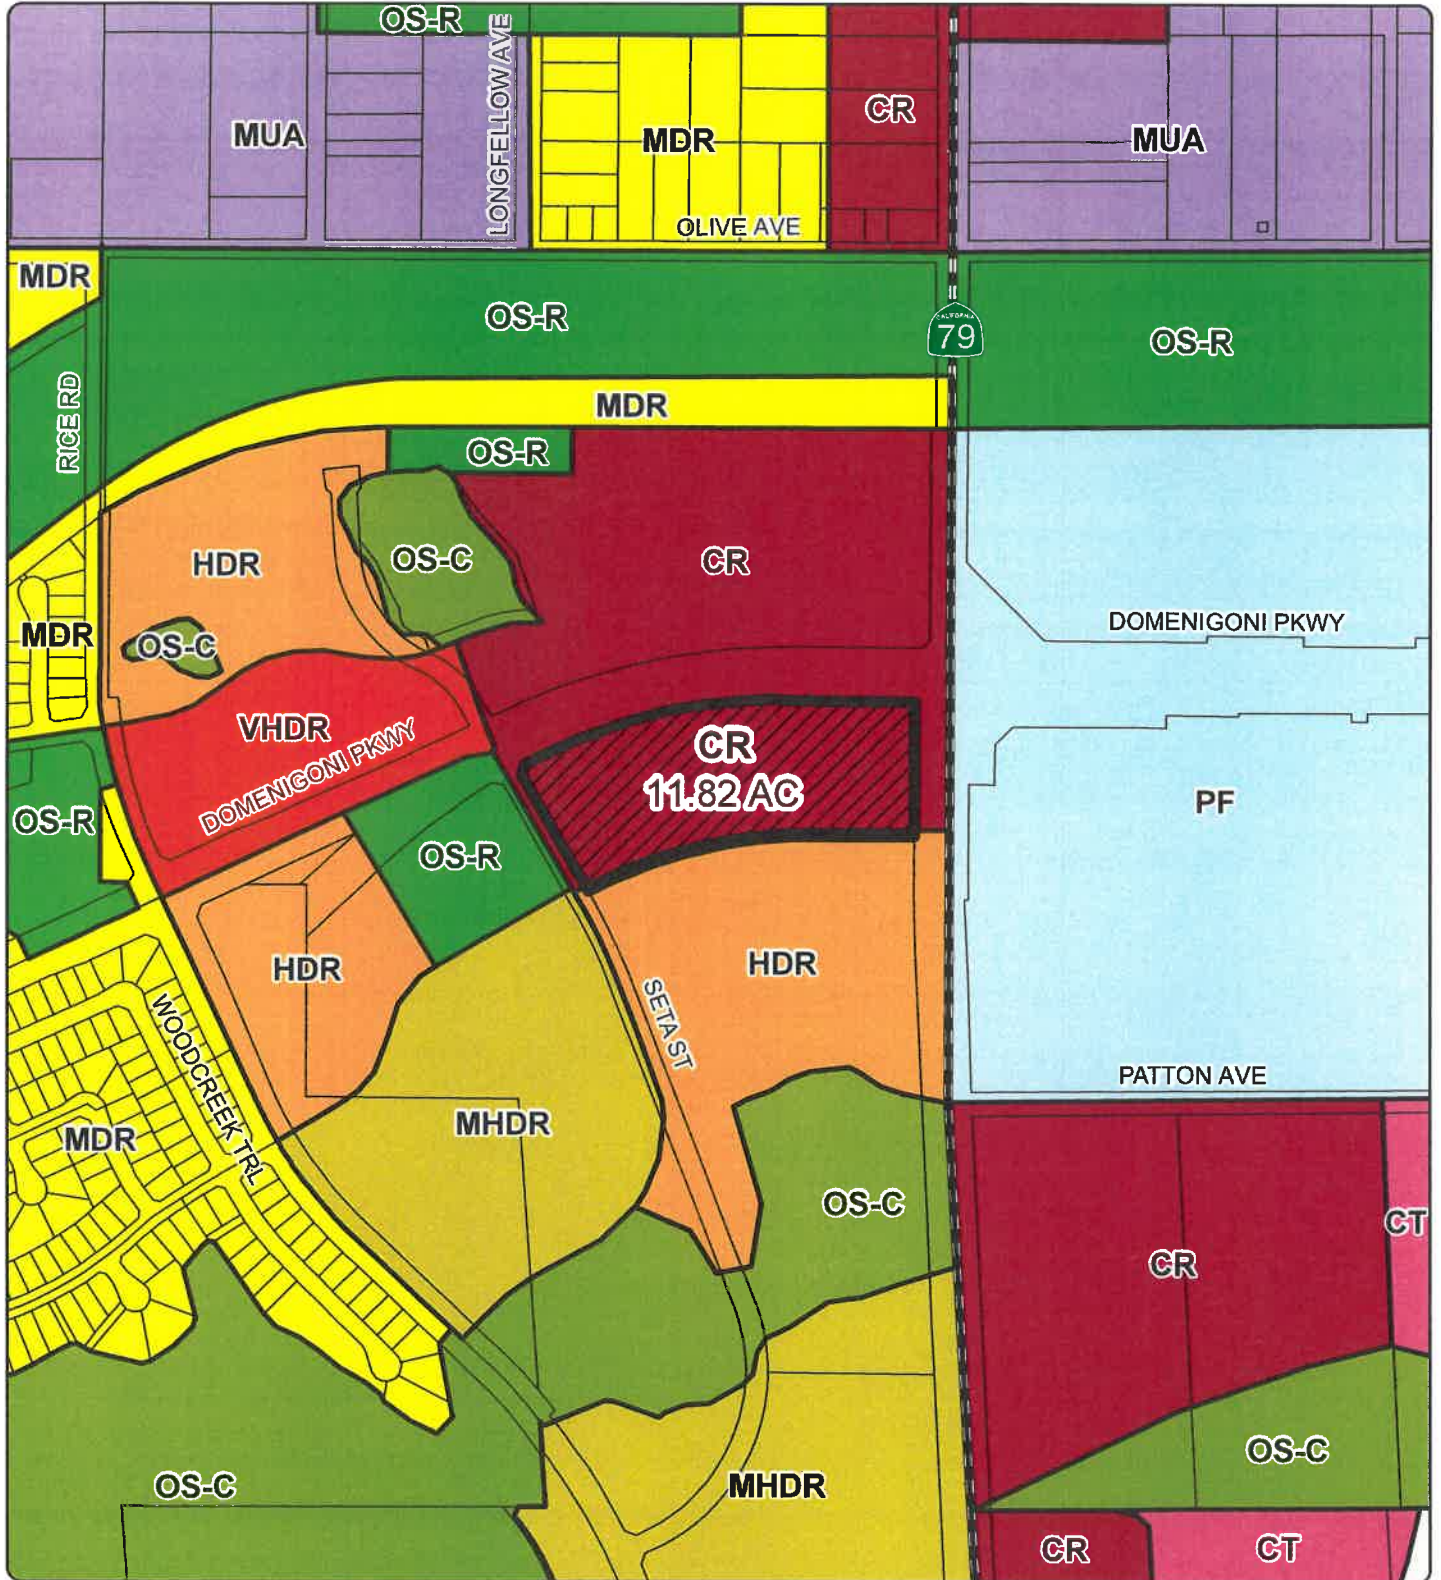 OS-R
LONGFELLOW AVE
MUA
MDR
CR
MUA
OLIVE AVE
MDR
OS-R
CALIFORNIA
79
OS-R
RICE RD
MDR
OS-R
HDR
OS-C
CR
DOMENIGONI PKWY
MDR
OS-C
VHDR
DOMENIGONI PKWY
CR
11.82 AC
PF
OS-R
OS-R
HDR
HDR
SETA ST
WOODCREEK TRL
PATTON AVE
MDR
MHDR
OS-C
CT
CR
OS-C
OS-C
MHDR
CR
CT